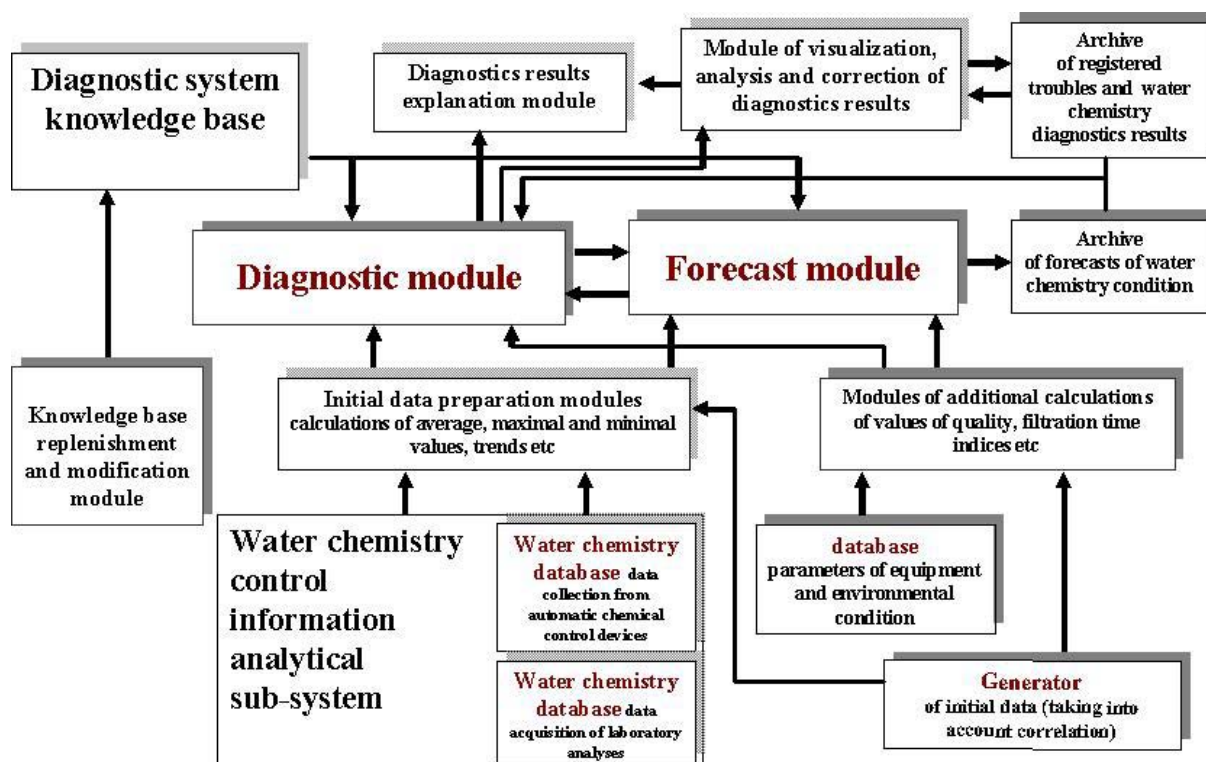 Diagnostic system
knowledge base
Diagnostics results
explanation module
Module of visualization,
analysis and correction of
diagnostics results
Archive
of registered
troubles and water
chemistry
diagnostics results
Diagnostic module
Forecast module
Archive
of forecasts of water
chemistry condition
Knowledge base
replenishment
and modification
module
Initial data preparation modules
calculations of average, maximal and minimal
values, trends etc
Modules of additional calculations
of values of quality, filtration time
indices etc
Water chemistry
control
information
analytical
sub-system
Water chemistry
database data
collection from
automatic chemical
control devices
Water chemistry
database data
acquisition of laboratory
analyses
database
parameters of equipment
and environmental
condition
Generator
of initial data (taking into
account correlation)